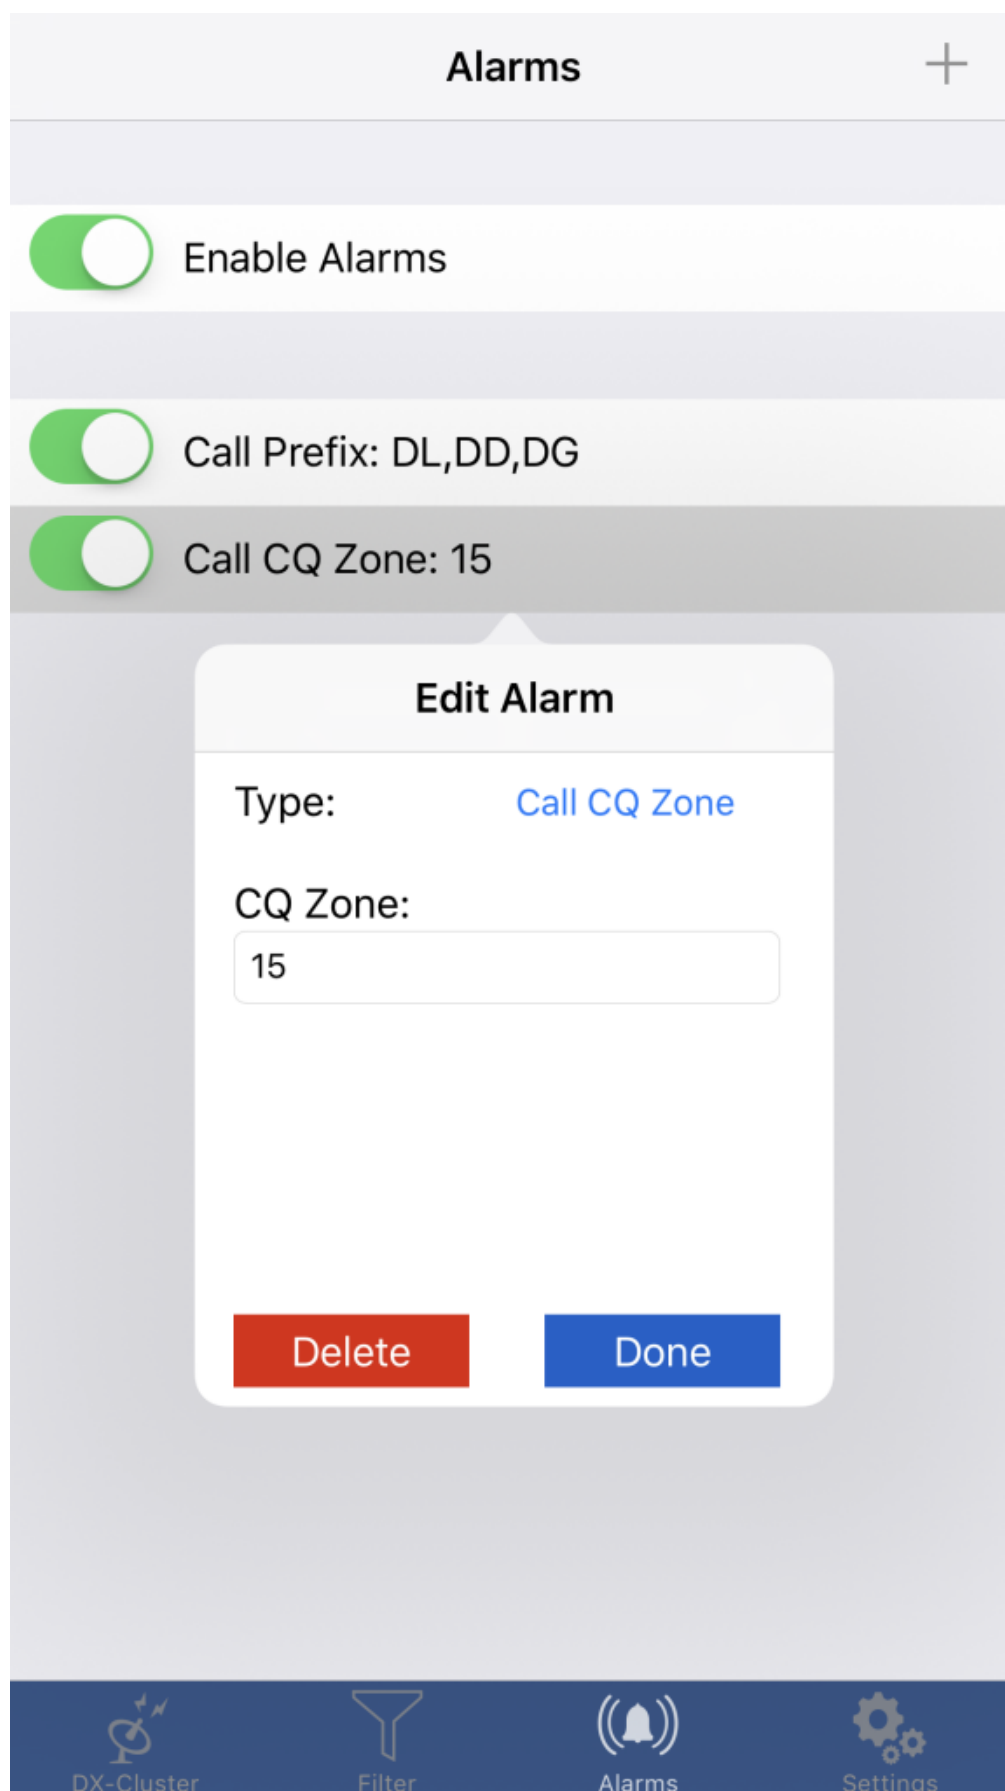 Alarms
Enable Alarms
Call Prefix: DL,DD,DG
Call CQ Zone: 15
Edit Alarm
Type: Call CQ Zone
CQ Zone:
15
Delete Done
DX-Cluster Filter Alarms Settings